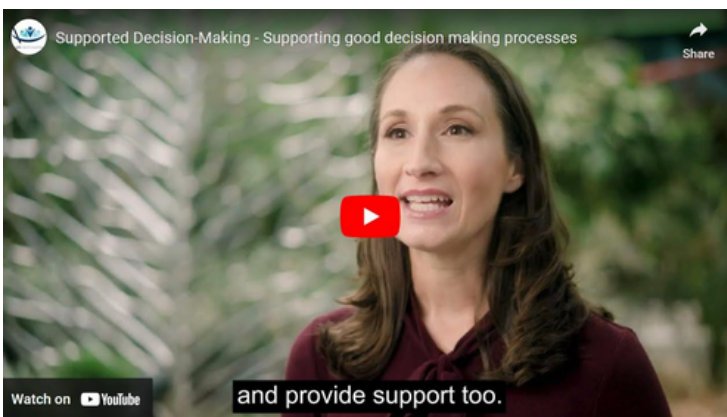 Supported Decision-Making - Supporting good decision making processes
Share
and provide support too.
Watch on YouTube